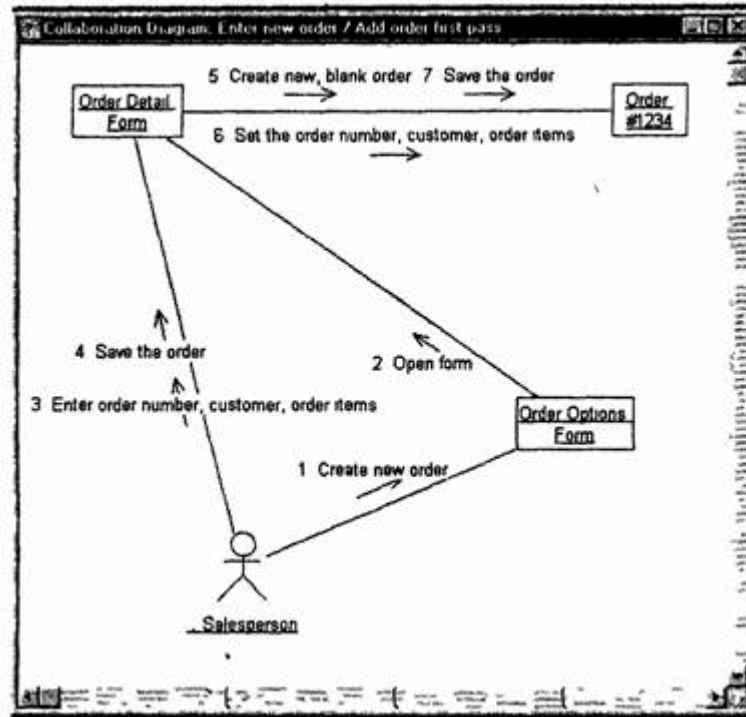 Collaboration Diagram: Enter new order / Add order first pass
5 Create new, blank order 7 Save the order
Order Detail
Form
Order
#1234
6 Set the order number, customer, order items
4 Save the order
2 Open form
3 Enter order number, customer, order items
Order Options
Form
1 Create new order
Salesperson